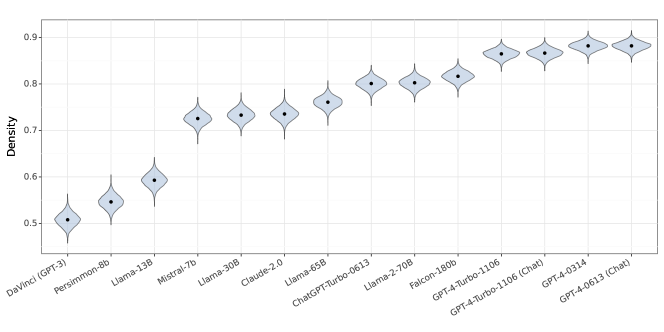 0.9
0.8
0.7
0.6
0.5
Density
DaVinci (GPT-3)
Persimmon-8b
Llama-13B
Mistral-7b
Llama-30B
Claude-2.0
Llama-65B
ChatGPT-Turbo-0613
Llama-2-70B
Falcon-180b
GPT-4-Turbo-1106
GPT-4-Turbo-1106 (Chat)
GPT-4-0314
GPT-4-0613 (Chat)